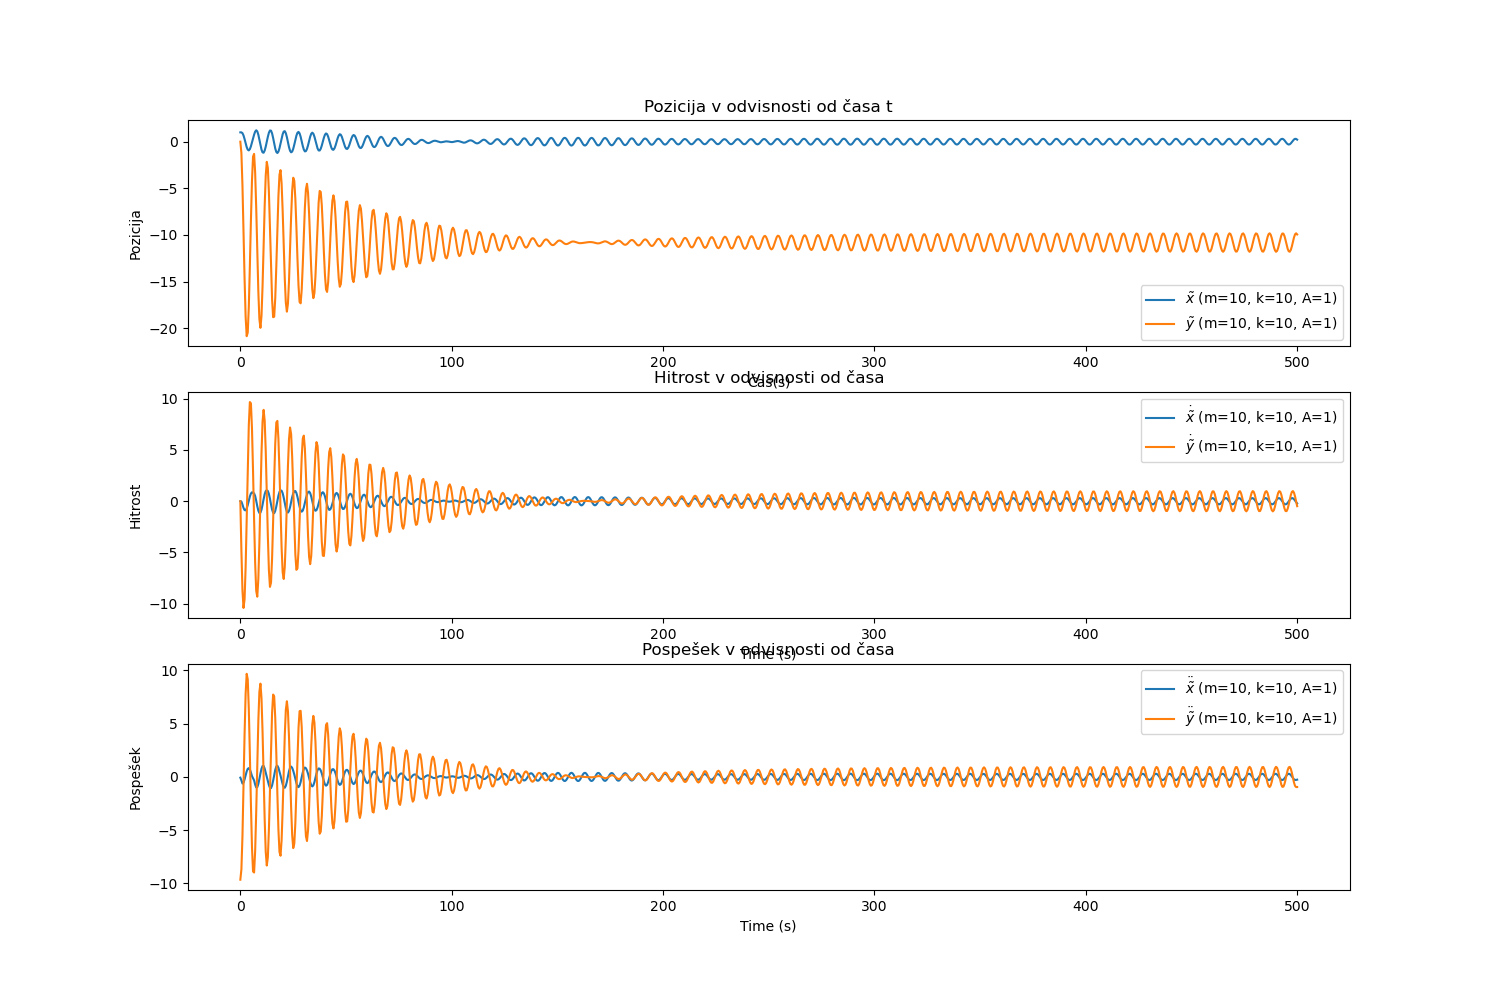 Pozicija v odvisnosti od časa t
Pozicija
0
−5
−10
−15
−20
x̃ (m=10, k=10, A=1)
ỹ (m=10, k=10, A=1)
0 100 200 300 400 500
Čas(s)
Hitrost v odvisnosti od časa
Hitrost
10
5
0
−5
−10
x̃̇ (m=10, k=10, A=1)
ỹ̇ (m=10, k=10, A=1)
0 100 200 300 400 500
Time (s)
Pospešek v odvisnosti od časa
Pospešek
10
5
0
−5
−10
x̃̈ (m=10, k=10, A=1)
ỹ̈ (m=10, k=10, A=1)
0 100 200 300 400 500
Time (s)